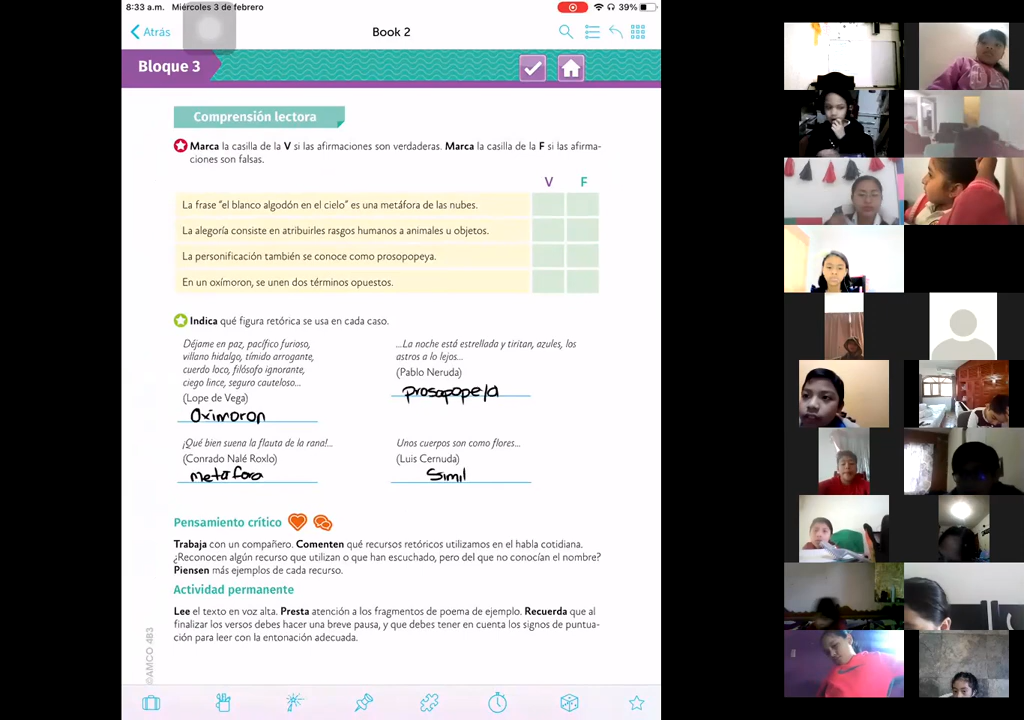 8:33 a.m. Miércoles 3 de febrero
39%
Atrás
Book 2
Bloque 3
Comprensión lectora
Marca la casilla de la V si las afirmaciones son verdaderas. Marca la casilla de la F si las afirma-
ciones son falsas.
V F
La frase "el blanco algodón en el cielo" es una metáfora de las nubes.
La alegoría consiste en atribuirles rasgos humanos a animales u objetos.
La personificación también se conoce como prosopopeya.
En un oxímoron, se unen dos términos opuestos.
Indica qué figura retórica se usa en cada caso.
Déjame en paz, pacífico furioso,
villano hidalgo, tímido arrogante,
cuerdo loco, filósofo ignorante,
ciego lince, seguro cauteloso...
(Lope de Vega)
Oximoron
...La noche está estrellada y tiritan, azules, los
astros a lo lejos...
(Pablo Neruda)
Prosapopeya
¡Qué bien suena la flauta de la rana!...
(Conrado Nalé Roxlo)
metáfora
Unos cuerpos son como flores...
(Luis Cernuda)
Simil
Pensamiento crítico
Trabaja con un compañero. Comenten qué recursos retóricos utilizamos en el habla cotidiana.
¿Reconocen algún recurso que utilizan o que han escuchado, pero del que no conocían el nombre?
Piensen más ejemplos de cada recurso.
Actividad permanente
Lee el texto en voz alta. Presta atención a los fragmentos de poema de ejemplo. Recuerda que al
finalizar los versos debes hacer una breve pausa, y que debes tener en cuenta los signos de puntua-
ción para leer con la entonación adecuada.
©AMCO 4B3